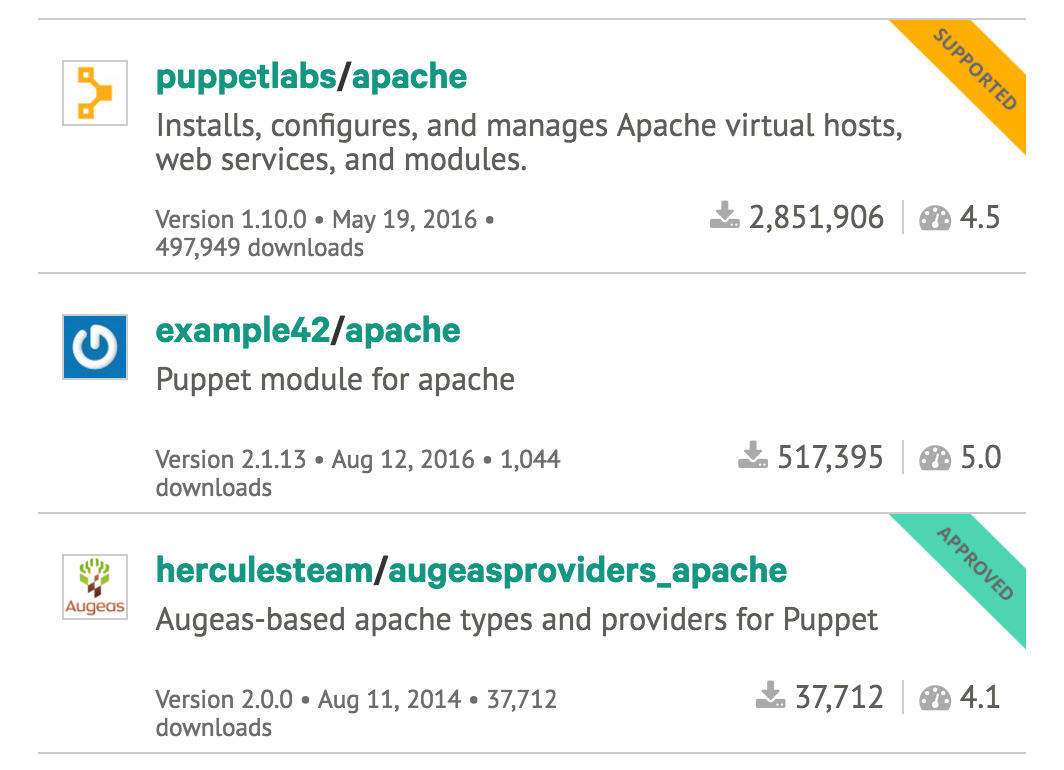 SUPPORTED
puppetlabs/apache
Installs, configures, and manages Apache virtual hosts,
web services, and modules.
Version 1.10.0 • May 19, 2016 •
497,949 downloads
2,851,906 4.5
example42/apache
Puppet module for apache
Version 2.1.13 • Aug 12, 2016 • 1,044
downloads
517,395 5.0
APPROVED
herculesteam/augeasproviders_apache
Augeas
Augeas-based apache types and providers for Puppet
Version 2.0.0 • Aug 11, 2014 • 37,712
downloads
37,712 4.1